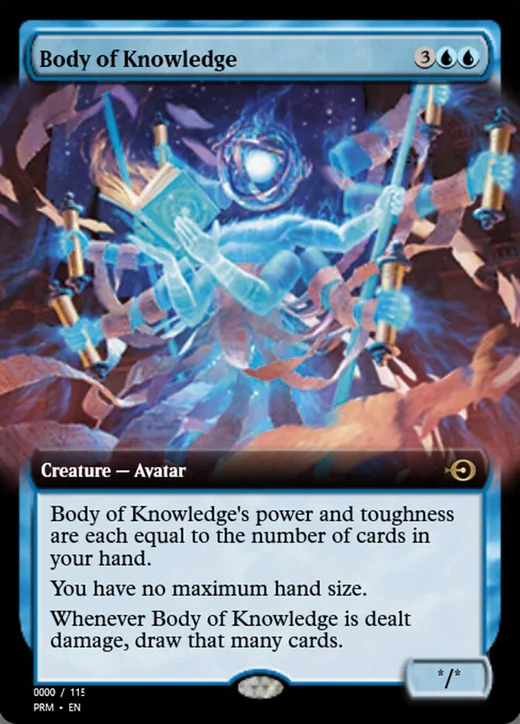 Body of Knowledge 3
Creature — Avatar
Body of Knowledge's power and toughness
are each equal to the number of cards in
your hand.
You have no maximum hand size.
Whenever Body of Knowledge is dealt
damage, draw that many cards.
*/*
0000 / 115
PRM • EN